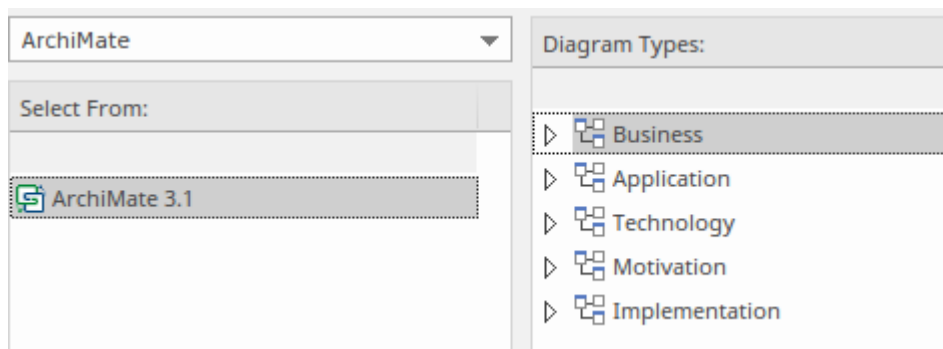 ArchiMate
Select From:
ArchiMate 3.1
Diagram Types:
Business
Application
Technology
Motivation
Implementation